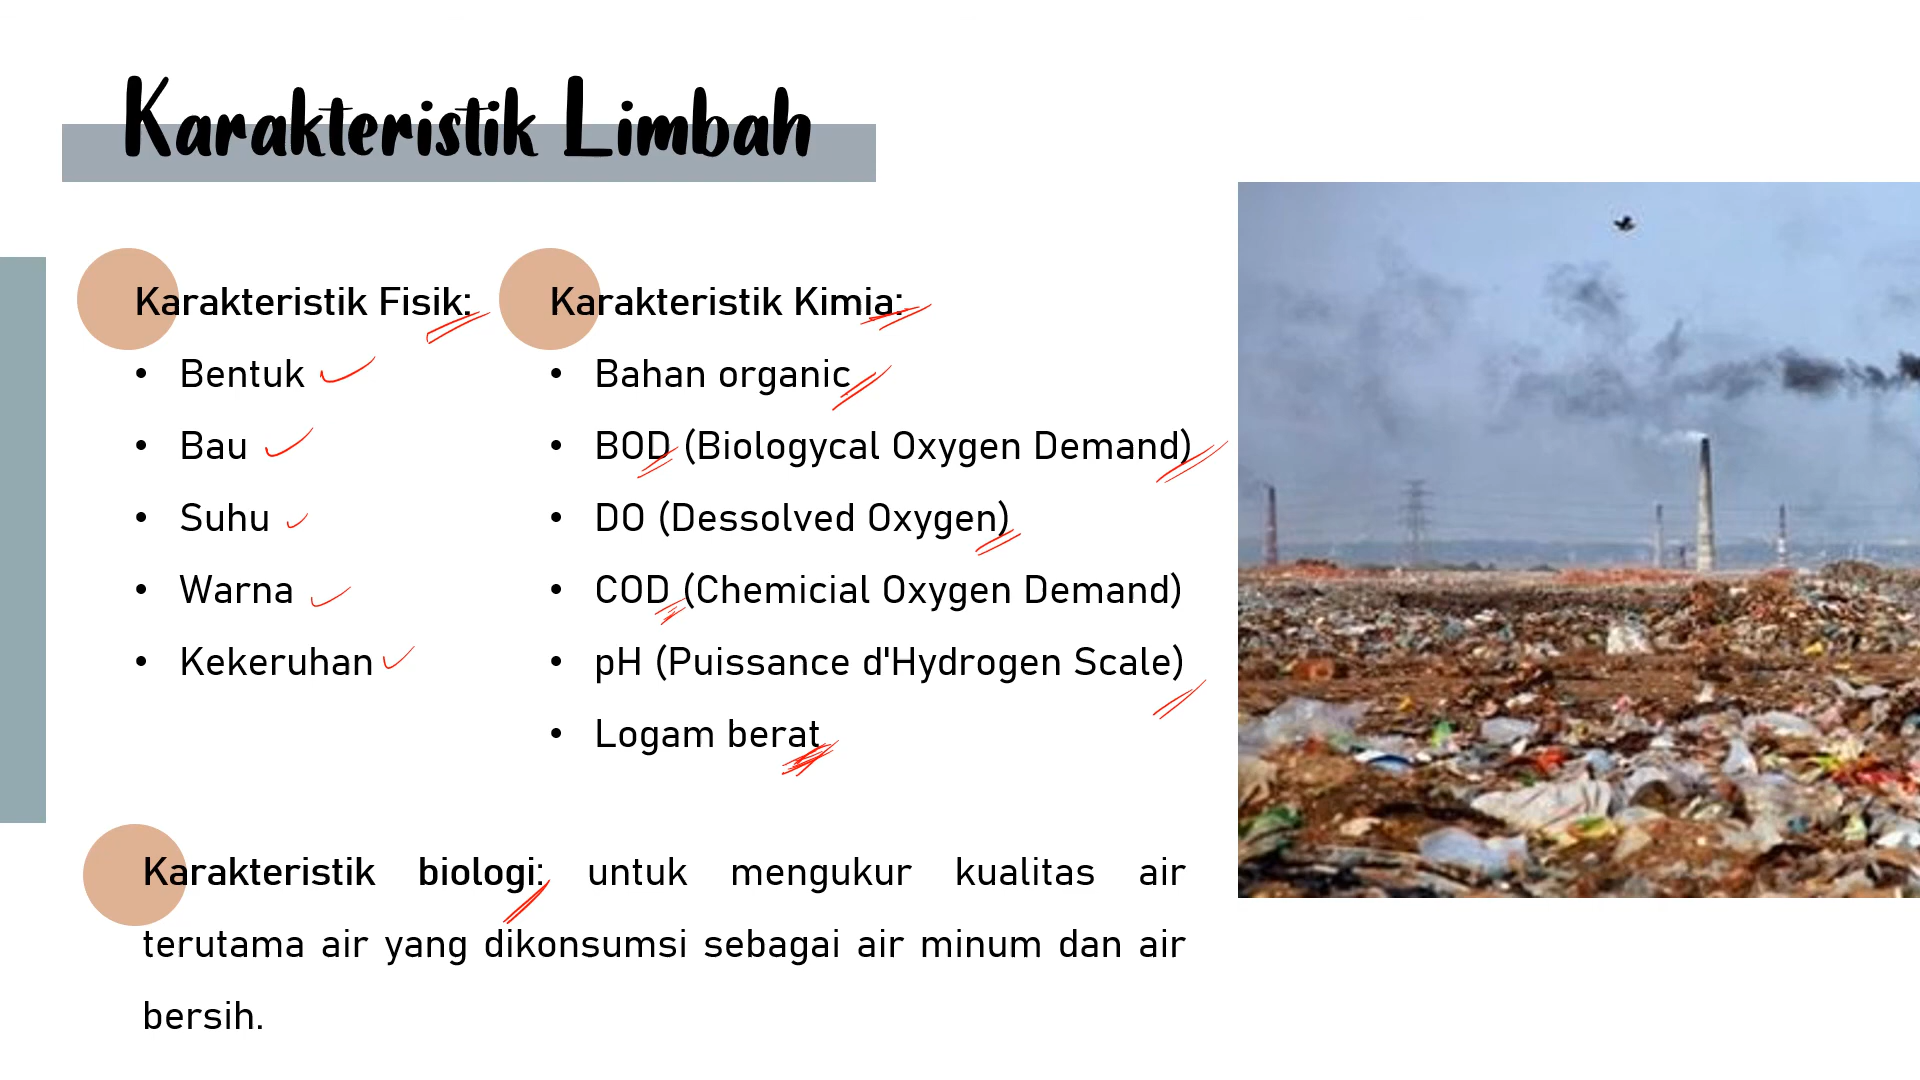 Karakteristik Limbah
Karakteristik Fisik:
• Bentuk
• Bau
• Suhu
• Warna
• Kekeruhan
Karakteristik Kimia:
• Bahan organic
• BOD (Biologycal Oxygen Demand)
• DO (Dessolved Oxygen)
• COD (Chemicial Oxygen Demand)
• pH (Puissance d'Hydrogen Scale)
• Logam berat
Karakteristik biologi: untuk mengukur kualitas air
terutama air yang dikonsumsi sebagai air minum dan air
bersih.